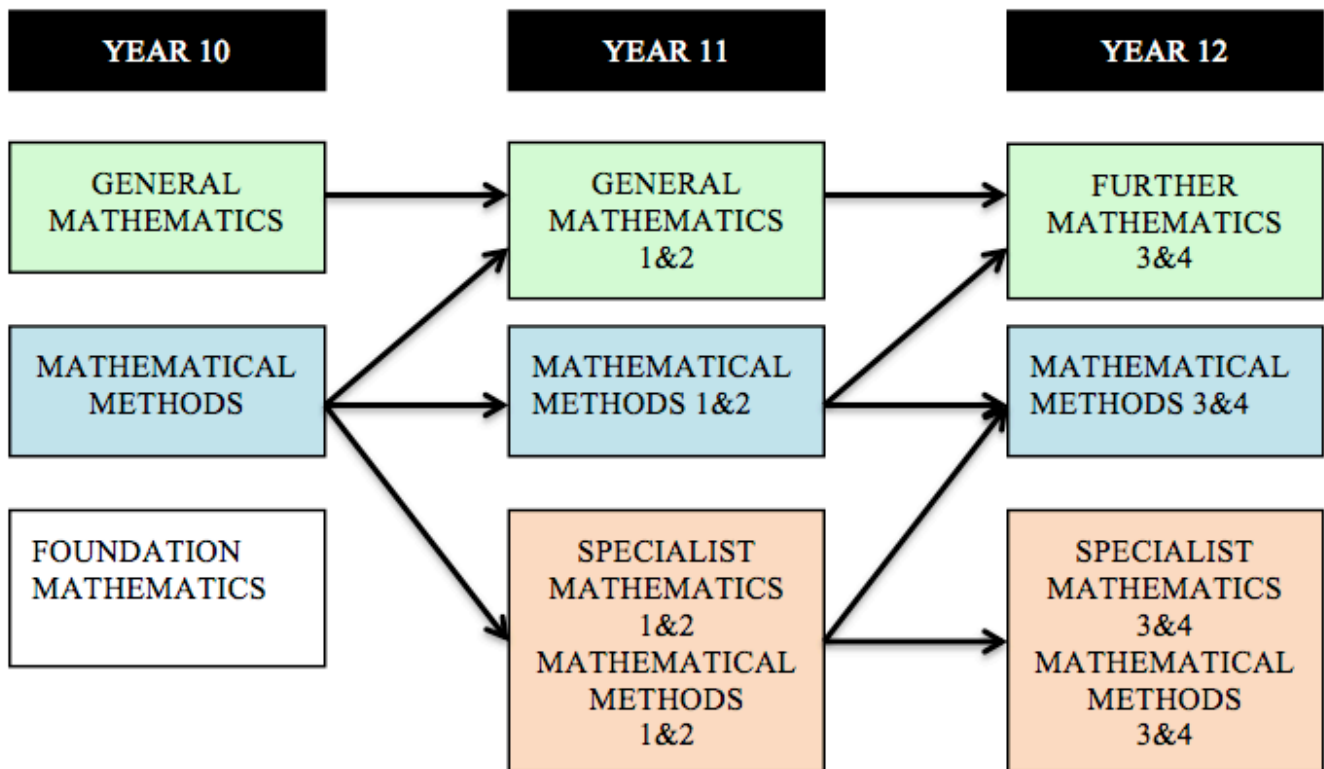 YEAR 10
YEAR 11
YEAR 12
GENERAL
MATHEMATICS
GENERAL
MATHEMATICS
1&2
FURTHER
MATHEMATICS
3&4
MATHEMATICAL
METHODS
MATHEMATICAL
METHODS 1&2
MATHEMATICAL
METHODS 3&4
FOUNDATION
MATHEMATICS
SPECIALIST
MATHEMATICS
1&2
MATHEMATICAL
METHODS
1&2
SPECIALIST
MATHEMATICS
3&4
MATHEMATICAL
METHODS
3&4